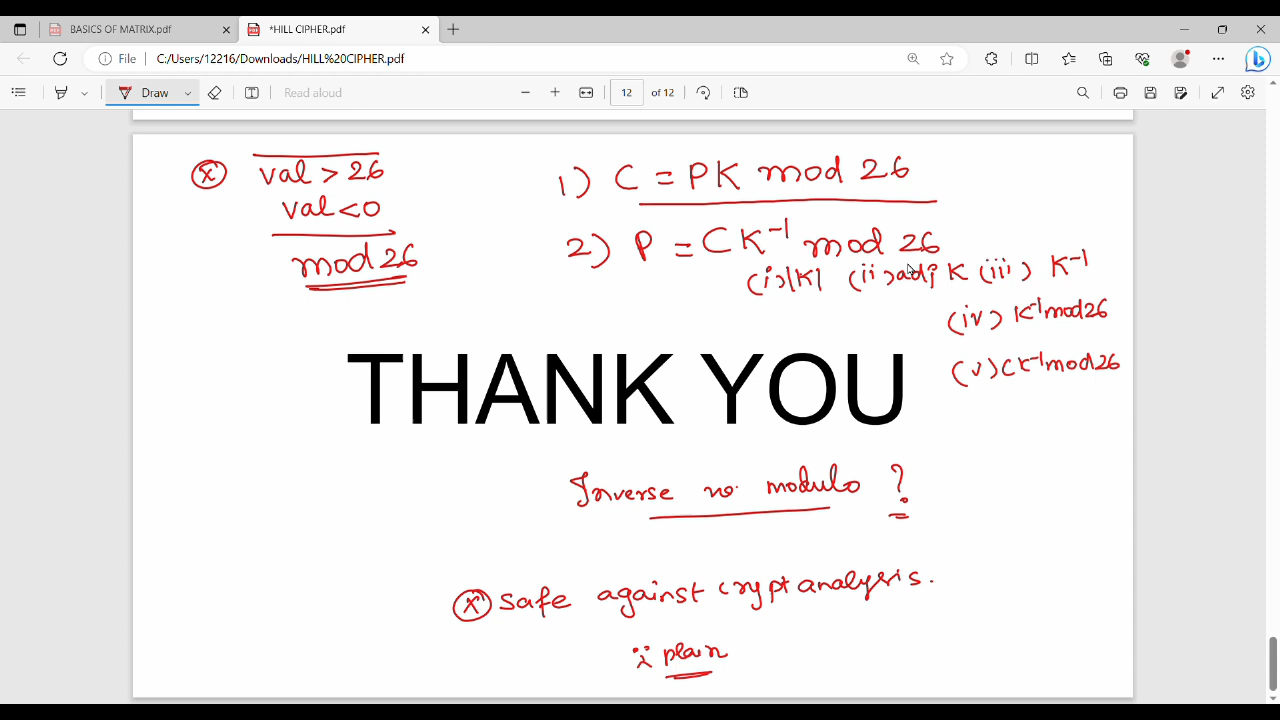 BASICS OF MATRIX.pdf
*HILL CIPHER.pdf
File
C:/Users/12216/Downloads/HILL%20CIPHER.pdf
Draw
Read aloud
12
of 12
val > 26
val < 0
mod 26
1) C = PK mod 26
2) P = CK⁻¹ mod 26
(i) |K| (ii) adj K (iii) K⁻¹
(iv) K⁻¹ mod 26
(v) CK⁻¹ mod 26
THANK YOU
Inverse no. modulo ?
safe against cryptanalysis.
plain